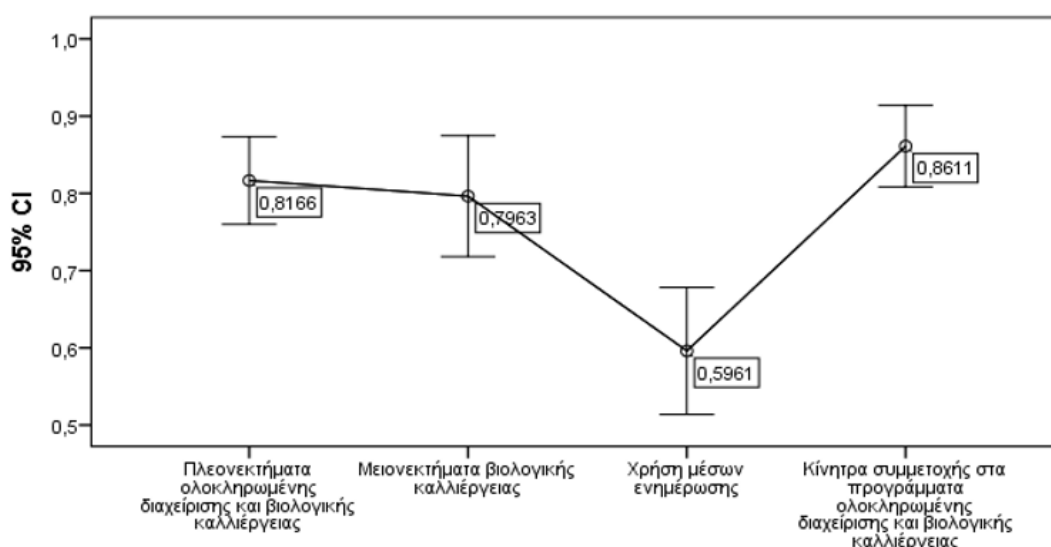 95% CI
1,0
0,9
0,8
0,7
0,6
0,5
0,8166
0,7963
0,5961
0,8611
Πλεονεκτήματα
ολοκληρωμένης
διαχείρισης και βιολογικής
καλλιέργειας
Μειονεκτήματα βιολογικής
καλλιέργειας
Χρήση μέσων
ενημέρωσης
Κίνητρα συμμετοχής στα
προγράμματα
ολοκληρωμένης
διαχείρισης και βιολογικής
καλλιέργειας